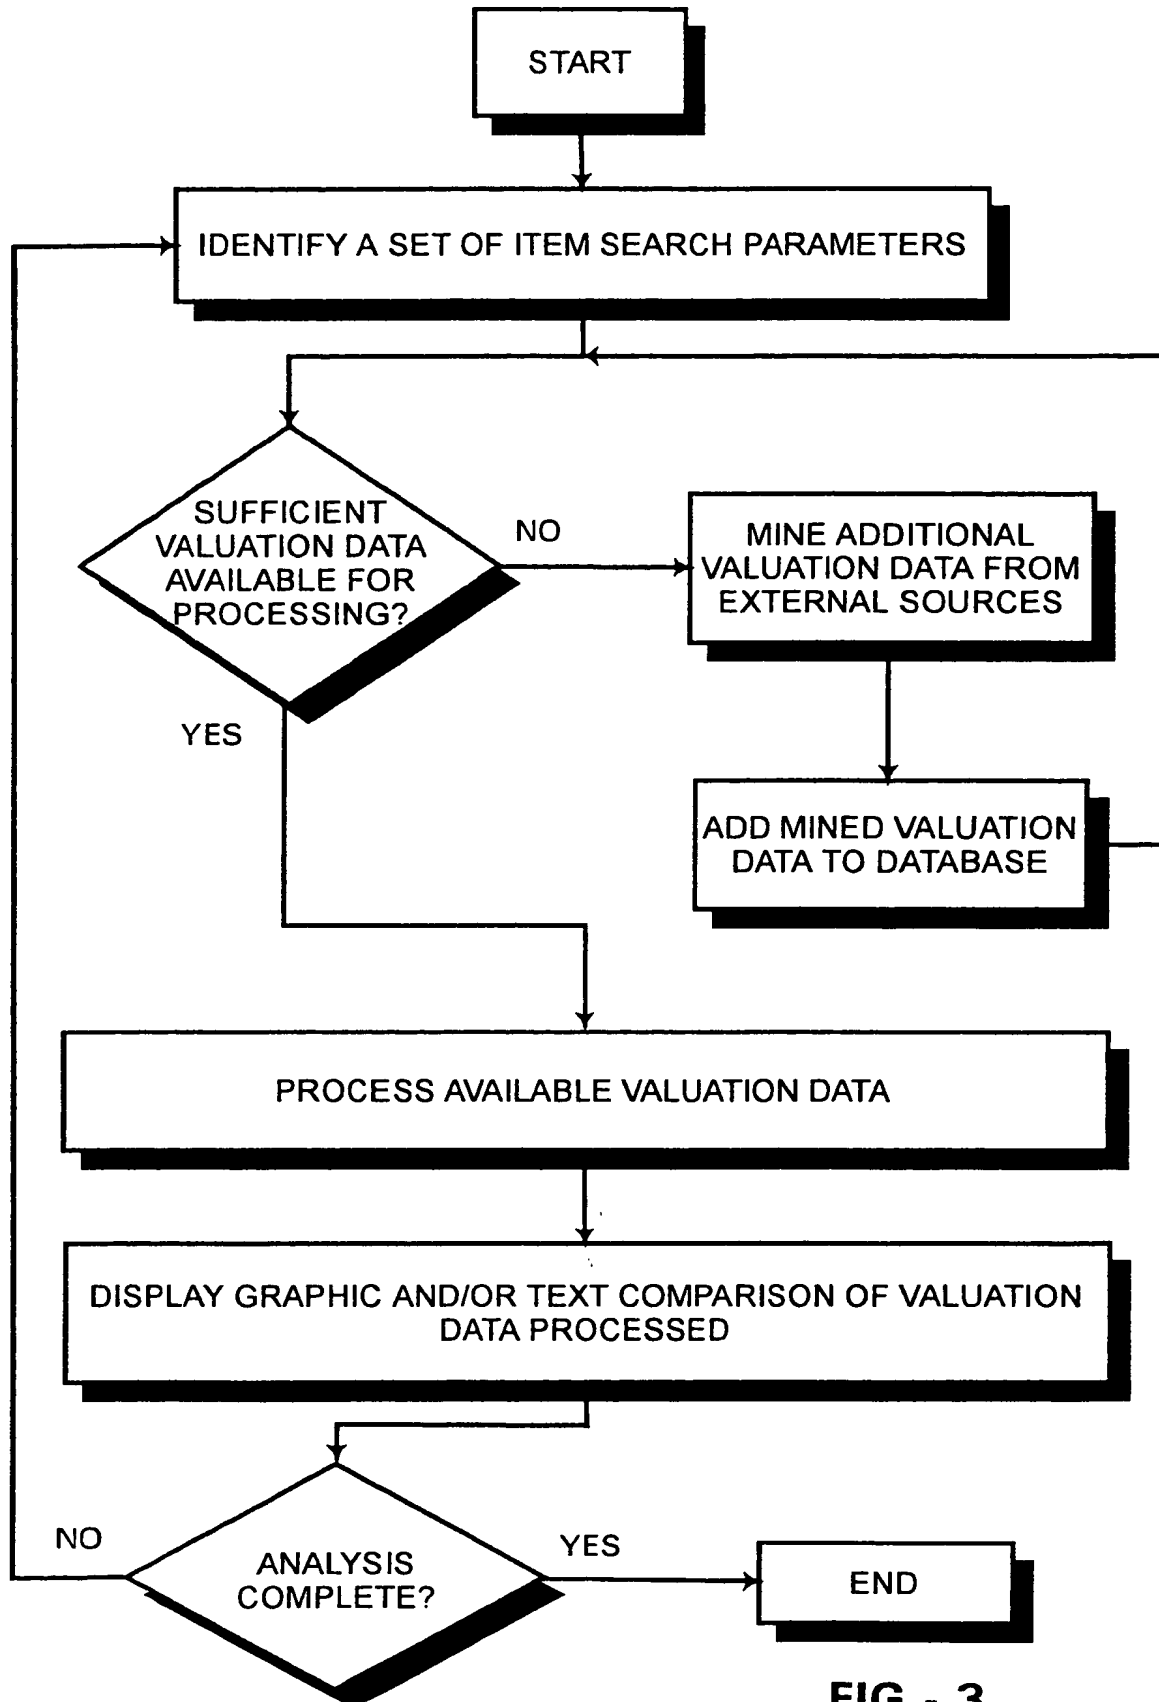 START
IDENTIFY A SET OF ITEM SEARCH PARAMETERS
SUFFICIENT
VALUATION DATA
AVAILABLE FOR
PROCESSING?
NO
MINE ADDITIONAL
VALUATION DATA FROM
EXTERNAL SOURCES
YES
ADD MINED VALUATION
DATA TO DATABASE
PROCESS AVAILABLE VALUATION DATA
DISPLAY GRAPHIC AND/OR TEXT COMPARISON OF VALUATION
DATA PROCESSED
NO
ANALYSIS
COMPLETE?
YES
END
FIG - 3